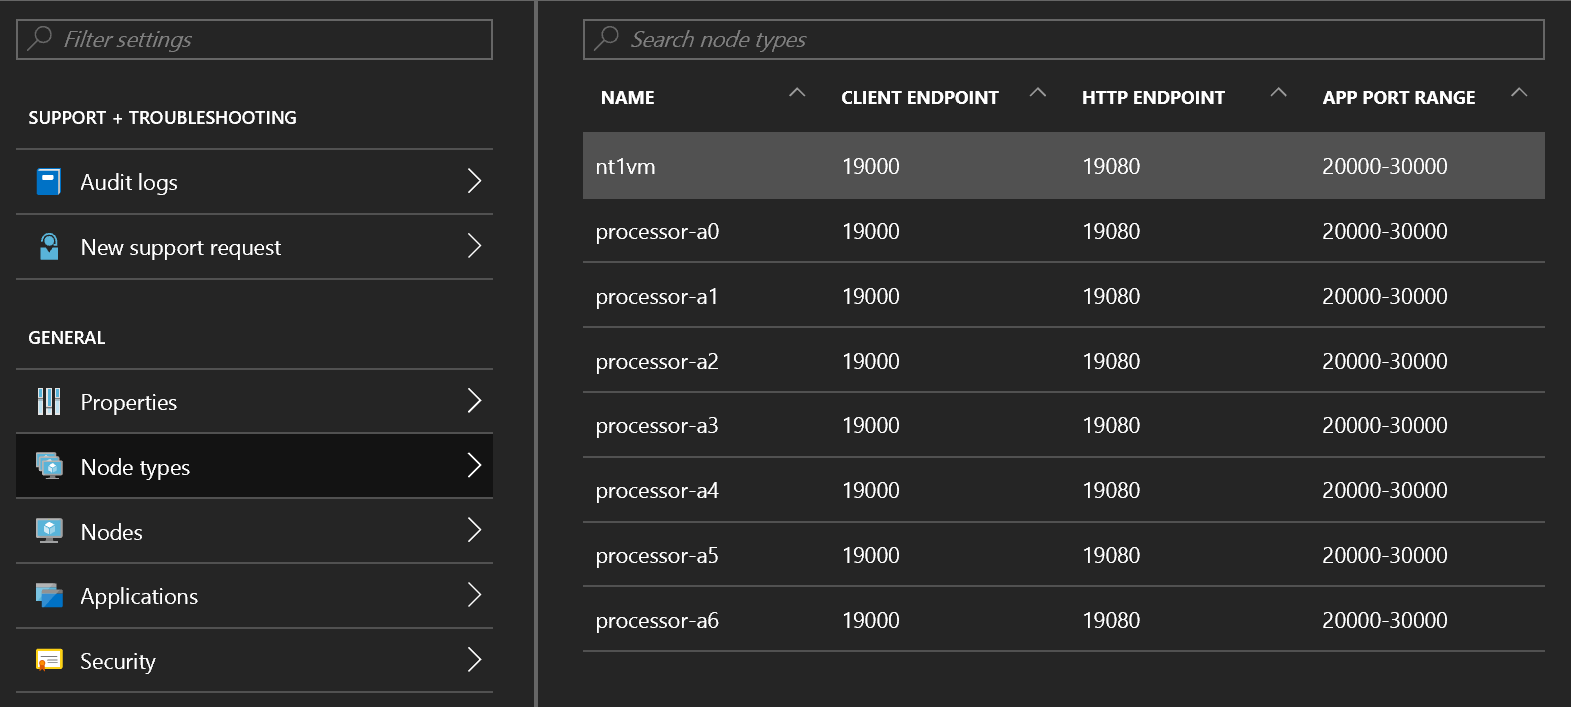 Filter settings
SUPPORT + TROUBLESHOOTING
Audit logs
New support request
GENERAL
Properties
Node types
Nodes
Applications
Security
Search node types
NAME CLIENT ENDPOINT HTTP ENDPOINT APP PORT RANGE
nt1vm 19000 19080 20000-30000
processor-a0 19000 19080 20000-30000
processor-a1 19000 19080 20000-30000
processor-a2 19000 19080 20000-30000
processor-a3 19000 19080 20000-30000
processor-a4 19000 19080 20000-30000
processor-a5 19000 19080 20000-30000
processor-a6 19000 19080 20000-30000